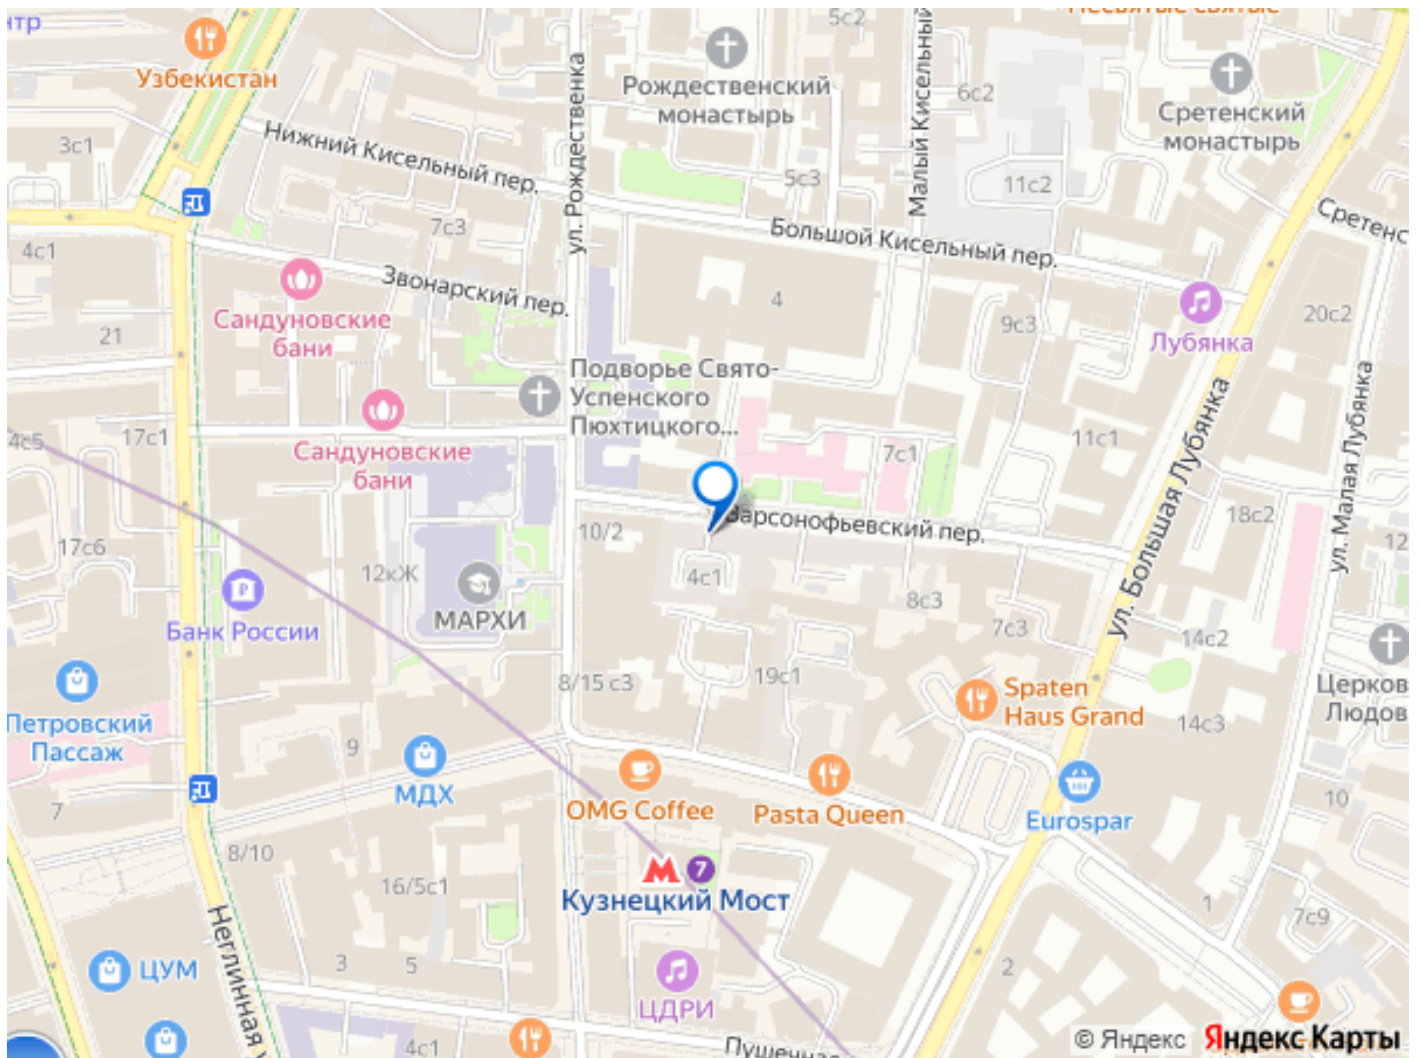 5с2
Несвятые святые
нтр
Узбекистан
Рождественский
монастырь
Малый Кисельный
6с2
Сретенский
монастырь
ул. Рождественка
3с1
Нижний Кисельный пер.
5с3
11с2
Сретенс
4с1
7с3
Большой Кисельный пер.
Звонарский пер.
4
9с3
20с2
21
Сандуновские
бани
Лубянка
Подворье Свято-
Успенского
Пюхтицкого...
ул. Малая Лубянка
4с5
17с1
Сандуновские
бани
7с1
11с1
ул. Большая Лубянка
18с2
17с6
10/2
Варсонофьевский пер.
12
12кЖ
4с1
8с3
МАРХИ
Банк России
7с3
14с2
8/15 с3
19с1
Spaten
Haus Grand
Церков
Людов
Петровский
Пассаж
9
14с3
МДХ
OMG Coffee
Pasta Queen
Eurospar
10
7
8/10
16/5с1
7
Кузнецкий Мост
1
7с9
Неглинная у
ЦУМ
3
5
2
ЦДРИ
4с1
Пушечная
© Яндекс Яндекс Карты